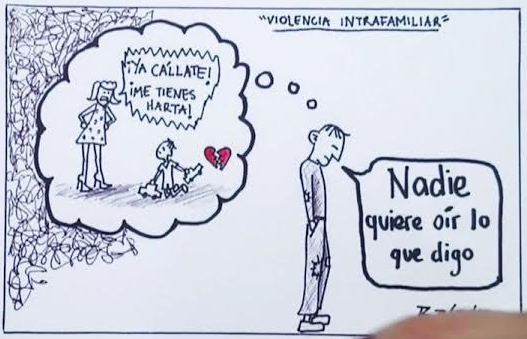 "VIOLENCIA INTRAFAMILIAR"
¡YA CÁLLATE!
¡ME TIENES
HARTA!
Nadie
quiere oír lo
que digo